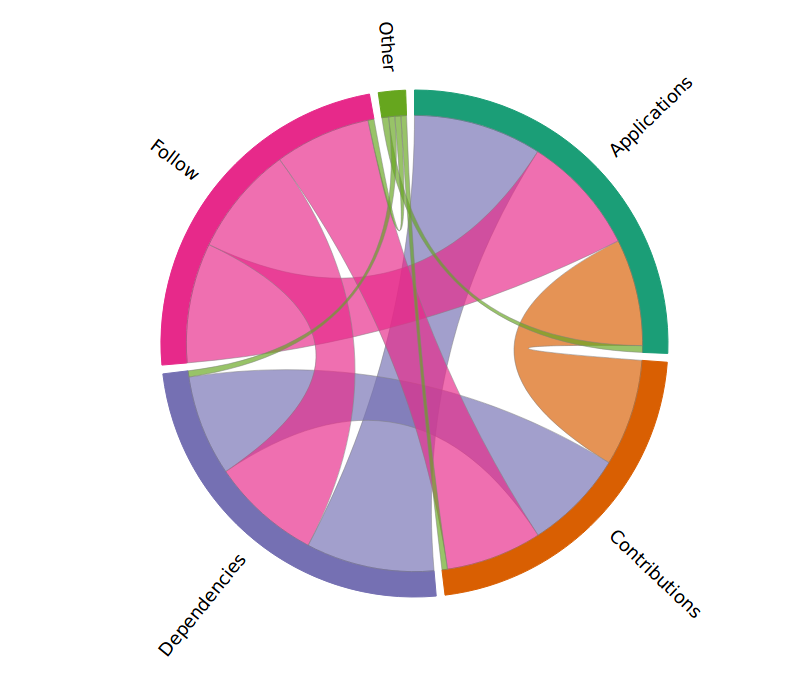 Other
Applications
Follow
Contributions
Dependencies